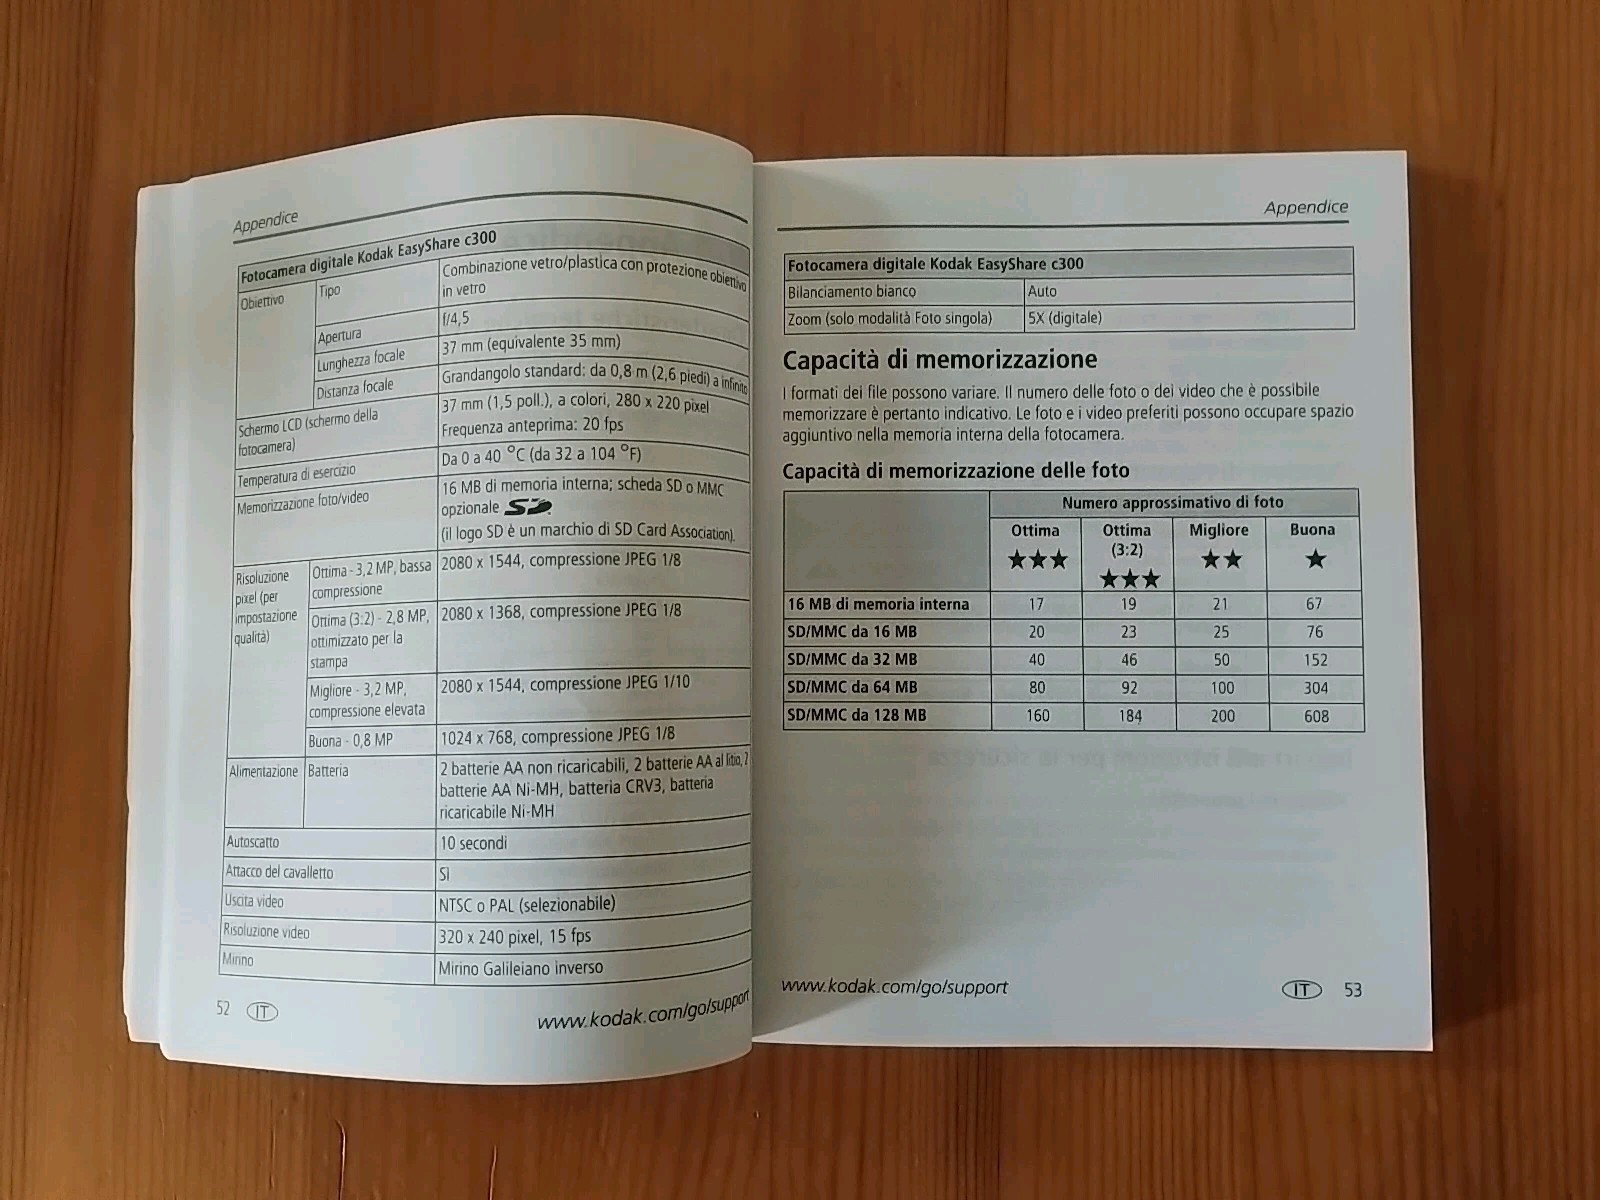 Appendice
Fotocamera digitale Kodak EasyShare c300
Obiettivo
Tipo
Combinazione vetro/plastica con protezione obiettivo
in vetro
Apertura
f/4,5
Lunghezza focale
37 mm (equivalente 35 mm)
Distanza focale
Grandangolo standard: da 0,8 m (2,6 piedi) a infinito
Schermo LCD (schermo della
fotocamera)
37 mm (1,5 poll.), a colori, 280 x 220 pixel
Frequenza anteprima: 20 fps
Temperatura di esercizio
Da 0 a 40 °C (da 32 a 104 °F)
Memorizzazione foto/video
16 MB di memoria interna; scheda SD o MMC
opzionale SD.
(il logo SD è un marchio di SD Card Association).
Risoluzione
pixel (per
impostazione
qualità)
Ottima - 3,2 MP, bassa
compressione
2080 x 1544, compressione JPEG 1/8
Ottima (3:2) - 2,8 MP,
ottimizzato per la
stampa
2080 x 1368, compressione JPEG 1/8
Migliore - 3,2 MP,
compressione elevata
2080 x 1544, compressione JPEG 1/10
Buona - 0,8 MP
1024 x 768, compressione JPEG 1/8
Alimentazione
Batteria
2 batterie AA non ricaricabili, 2 batterie AA al litio, 2
batterie AA Ni-MH, batteria CRV3, batteria
ricaricabile Ni-MH
Autoscatto
10 secondi
Attacco del cavalletto
Sì
Uscita video
NTSC o PAL (selezionabile)
Risoluzione video
320 x 240 pixel, 15 fps
Mirino
Mirino Galileiano inverso
52 IT
www.kodak.com/go/support
Appendice
Fotocamera digitale Kodak EasyShare c300
Bilanciamento bianco
Auto
Zoom (solo modalità Foto singola)
5X (digitale)
Capacità di memorizzazione
I formati dei file possono variare. Il numero delle foto o dei video che è possibile
memorizzare è pertanto indicativo. Le foto e i video preferiti possono occupare spazio
aggiuntivo nella memoria interna della fotocamera.
Capacità di memorizzazione delle foto
Numero approssimativo di foto
Ottima ★★★
Ottima (3:2) ★★★
Migliore ★★
Buona ★
16 MB di memoria interna 17 19 21 67
SD/MMC da 16 MB 20 23 25 76
SD/MMC da 32 MB 40 46 50 152
SD/MMC da 64 MB 80 92 100 304
SD/MMC da 128 MB 160 184 200 608
www.kodak.com/go/support
IT 53